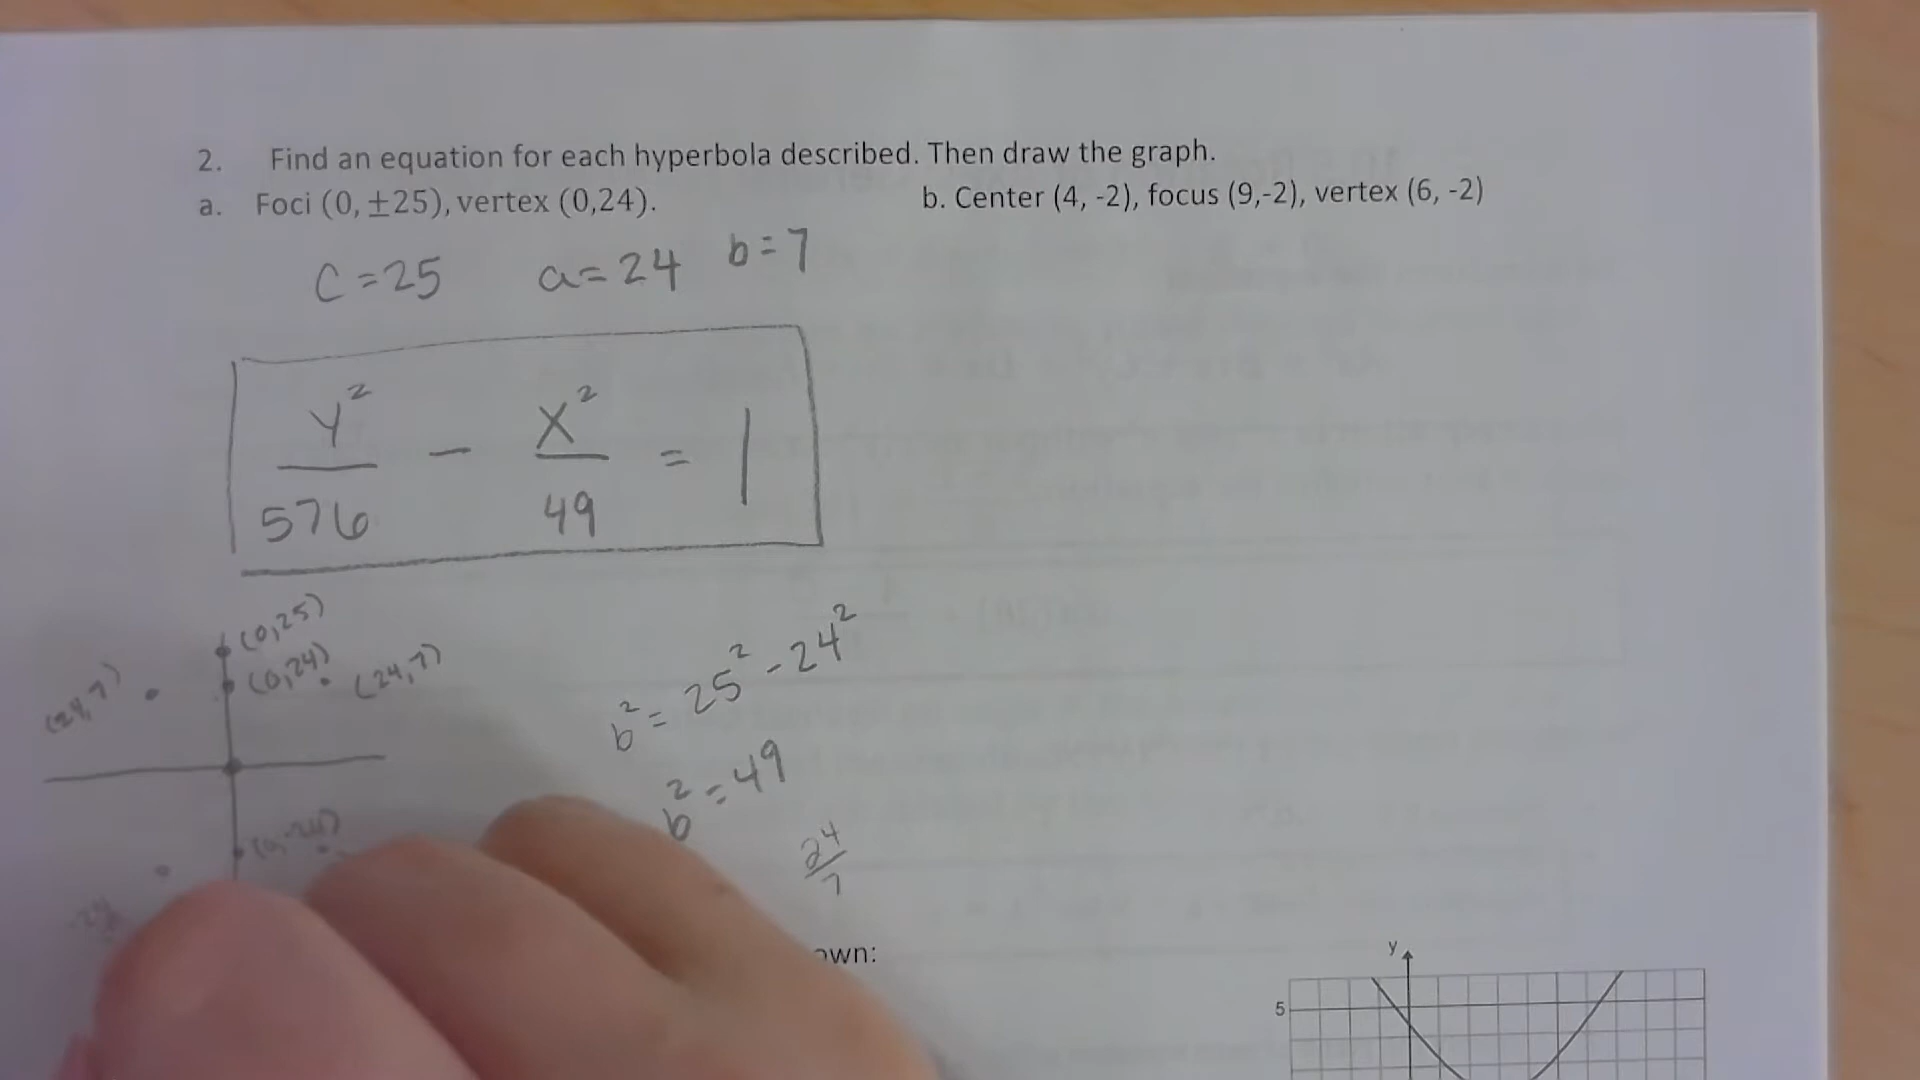 2. Find an equation for each hyperbola described. Then draw the graph.
a. Foci (0, ±25), vertex (0,24).
b. Center (4, -2), focus (9,-2), vertex (6, -2)
C = 25 a = 24 b = 7
y² / 576 - x² / 49 = 1
(0,25)
(0,24)
(24,7)
b² = 25² - 24²
b² = 49
(0,-24)
24/7
own:
y
5